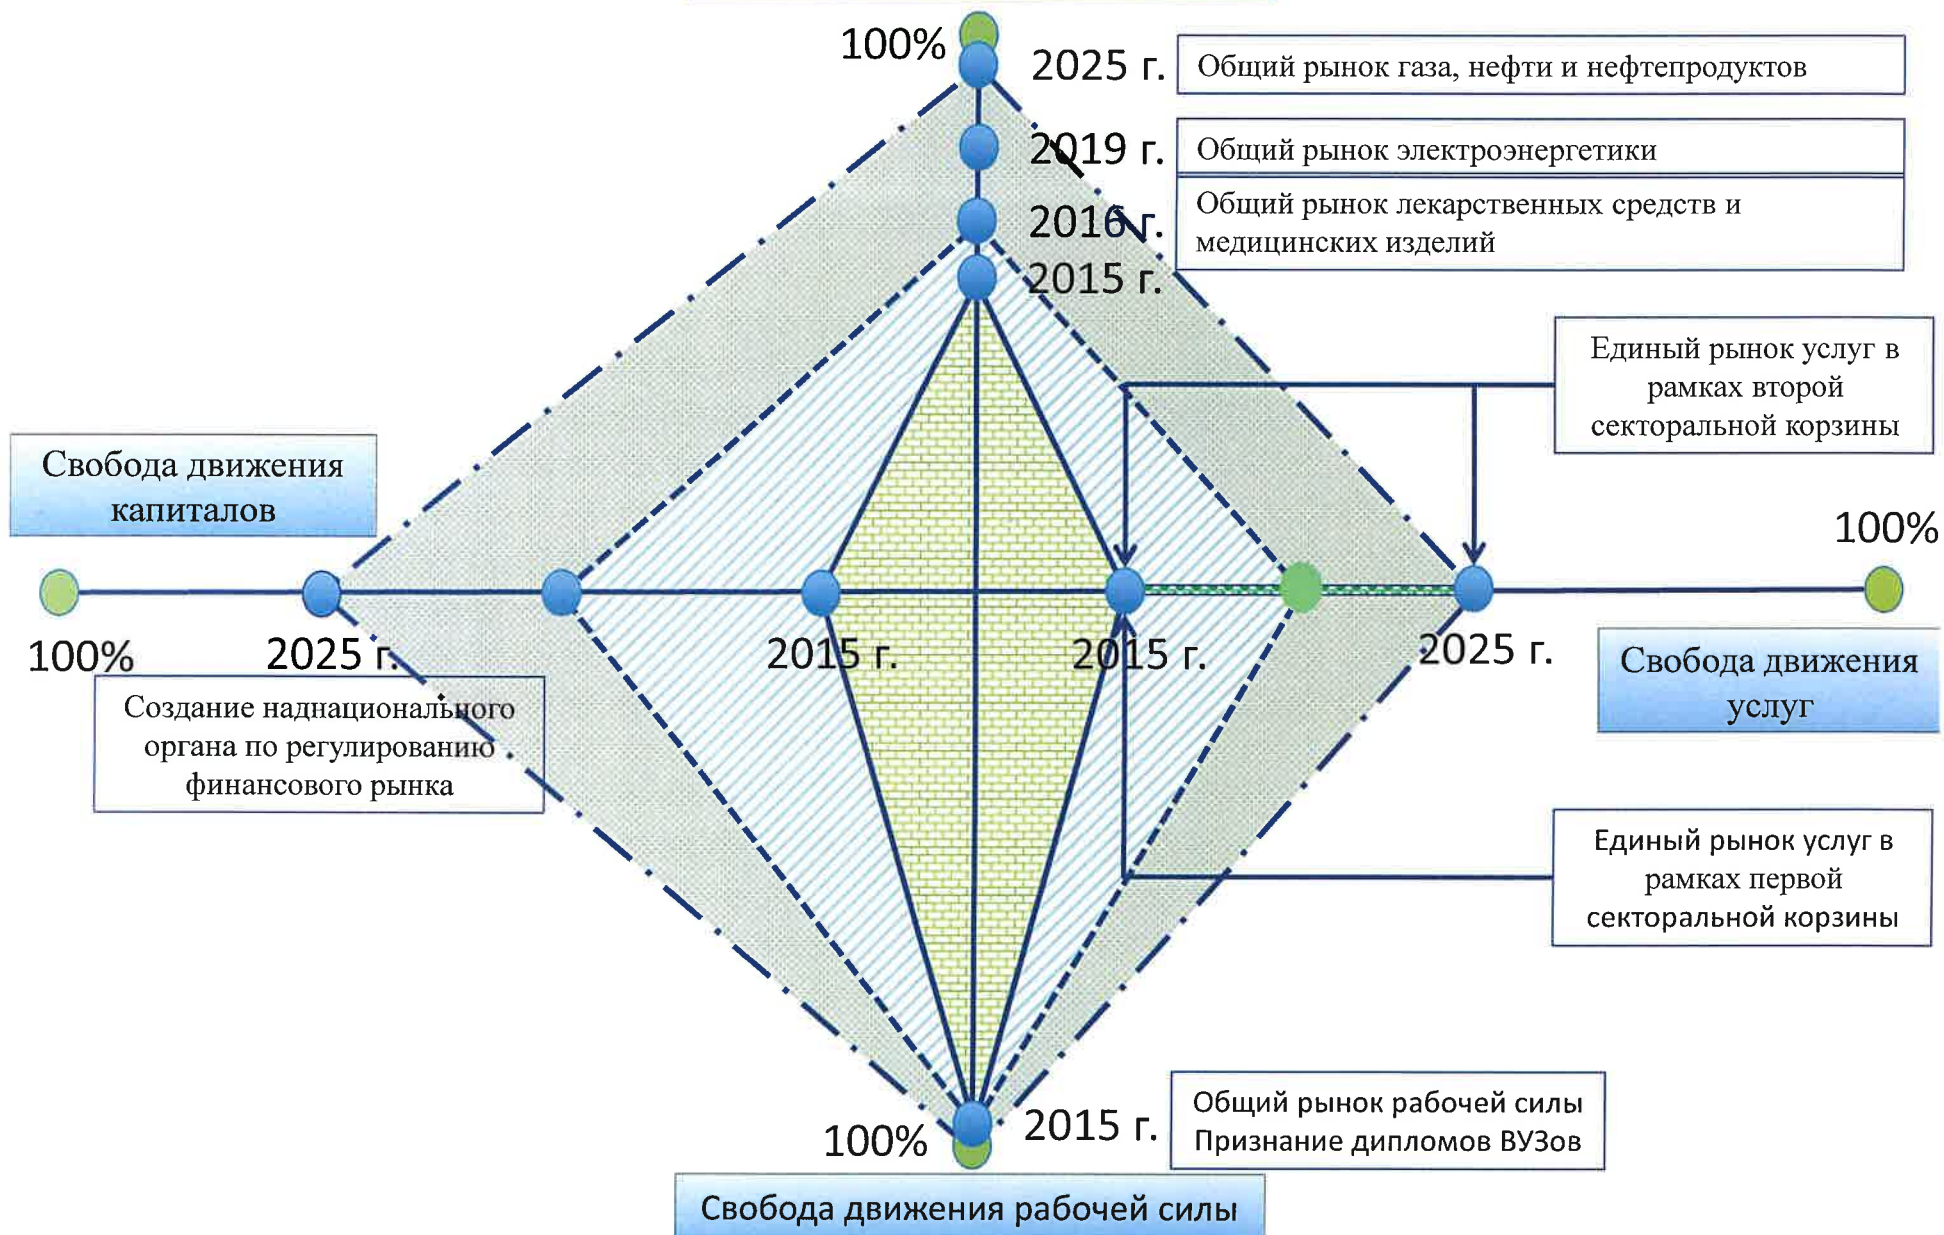 100%
2025 г.
Общий рынок газа, нефти и нефтепродуктов
2019 г.
Общий рынок электроэнергетики
2016 г.
Общий рынок лекарственных средств и
медицинских изделий
2015 г.
Единый рынок услуг в
рамках второй
секторальной корзины
Свобода движения
капиталов
100%
100%
2025 г.
2015 г.
2015 г.
2025 г.
Свобода движения
услуг
Создание наднационального
органа по регулированию
финансового рынка
Единый рынок услуг в
рамках первой
секторальной корзины
100%
2015 г.
Общий рынок рабочей силы
Признание дипломов ВУЗов
Свобода движения рабочей силы